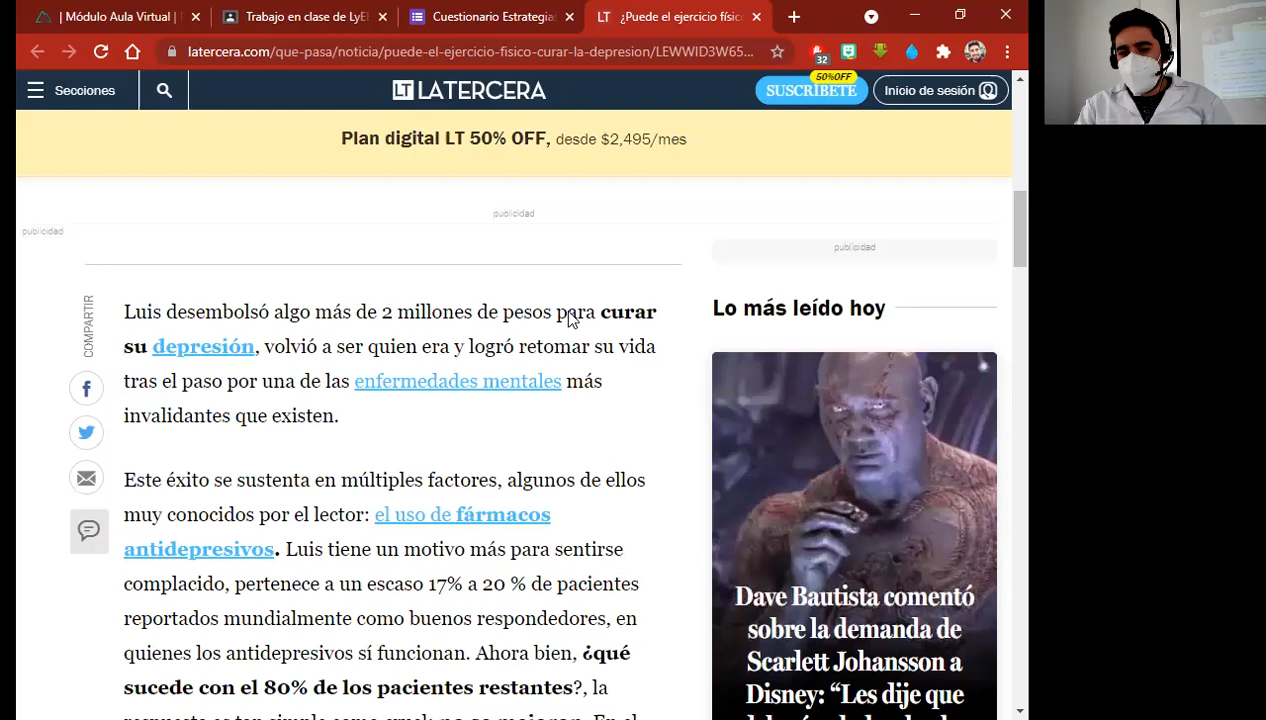 | Módulo Aula Virtual |
Trabajo en clase de LyE
Cuestionario Estrategia
LT ¿Puede el ejercicio físic
latercera.com/que-pasa/noticia/puede-el-ejercicio-fisico-curar-la-depresion/LEWWID3W65...
32
Secciones
LT LATERCERA
50%OFF
SUSCRÍBETE
Inicio de sesión
Plan digital LT 50% OFF, desde $2,495/mes
publicidad
publicidad
publicidad
COMPARTIR
Luis desembolsó algo más de 2 millones de pesos para curar
su depresión, volvió a ser quien era y logró retomar su vida
tras el paso por una de las enfermedades mentales más
invalidantes que existen.
Este éxito se sustenta en múltiples factores, algunos de ellos
muy conocidos por el lector: el uso de fármacos
antidepresivos. Luis tiene un motivo más para sentirse
complacido, pertenece a un escaso 17% a 20 % de pacientes
reportados mundialmente como buenos respondedores, en
quienes los antidepresivos sí funcionan. Ahora bien, ¿qué
sucede con el 80% de los pacientes restantes?, la
Lo más leído hoy
Dave Bautista comentó
sobre la demanda de
Scarlett Johansson a
Disney: “Les dije que